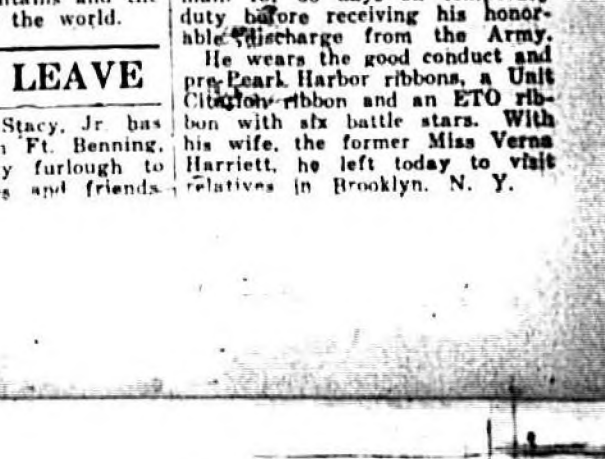 the world.
LEAVE
Stacy, Jr. has
Ft. Benning,
furlough to
and friends
duty before receiving his honor-
able discharge from the Army.
He wears the good conduct and
pre-Pearl Harbor ribbons, a Unit
Citation ribbon and an ETO rib-
bon with six battle stars. With
his wife, the former Miss Verna
Harriett, he left today to visit
relatives in Brooklyn, N. Y.